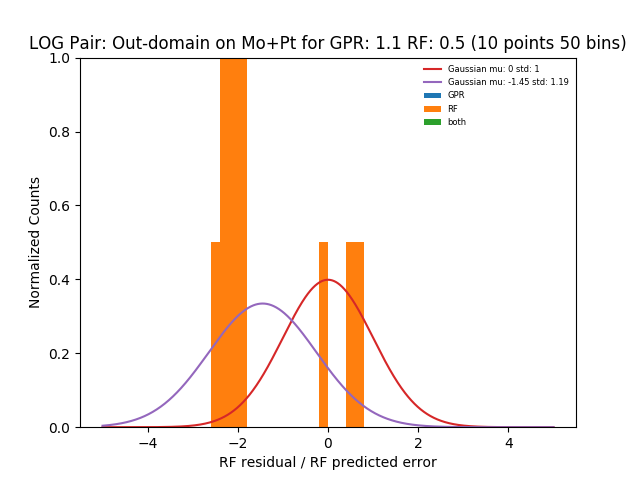 LOG Pair: Out-domain on Mo+Pt for GPR: 1.1 RF: 0.5 (10 points 50 bins)
1.0
0.8
0.6
0.4
0.2
0.0
Normalized Counts
Gaussian mu: 0 std: 1
Gaussian mu: -1.45 std: 1.19
GPR
RF
both
−4 −2 0 2 4
RF residual / RF predicted error